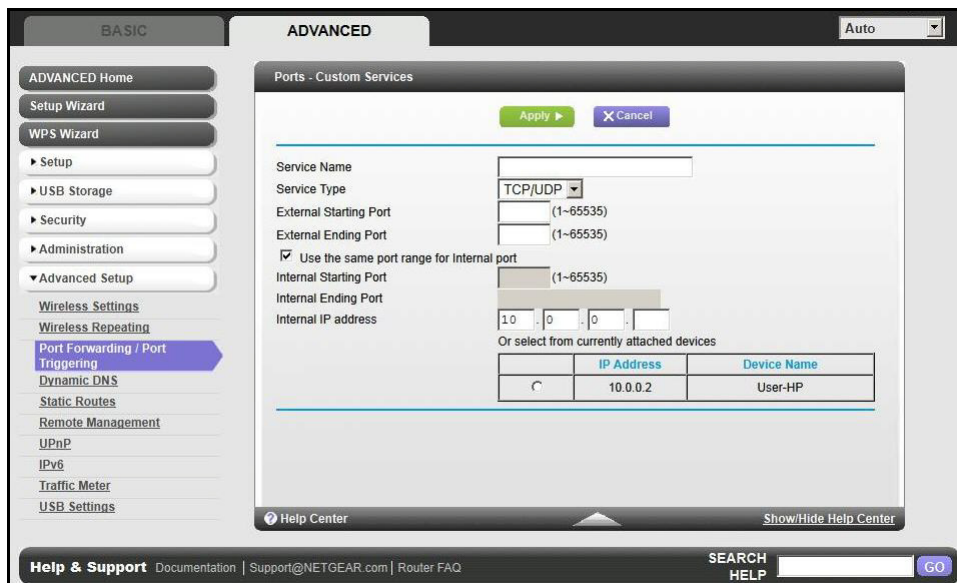 BASIC
ADVANCED
Auto
ADVANCED Home
Setup Wizard
WPS Wizard
Setup
USB Storage
Security
Administration
Advanced Setup
Wireless Settings
Wireless Repeating
Port Forwarding / Port
Triggering
Dynamic DNS
Static Routes
Remote Management
UPnP
IPv6
Traffic Meter
USB Settings
Ports - Custom Services
Apply
X Cancel
Service Name
Service Type TCP/UDP
External Starting Port (1~65535)
External Ending Port (1~65535)
Use the same port range for Internal port
Internal Starting Port (1~65535)
Internal Ending Port
Internal IP address 10 . 0 . 0 .
Or select from currently attached devices
IP Address Device Name
10.0.0.2 User-HP
? Help Center Show/Hide Help Center
Help & Support Documentation | Support@NETGEAR.com | Router FAQ
SEARCH
HELP
GO